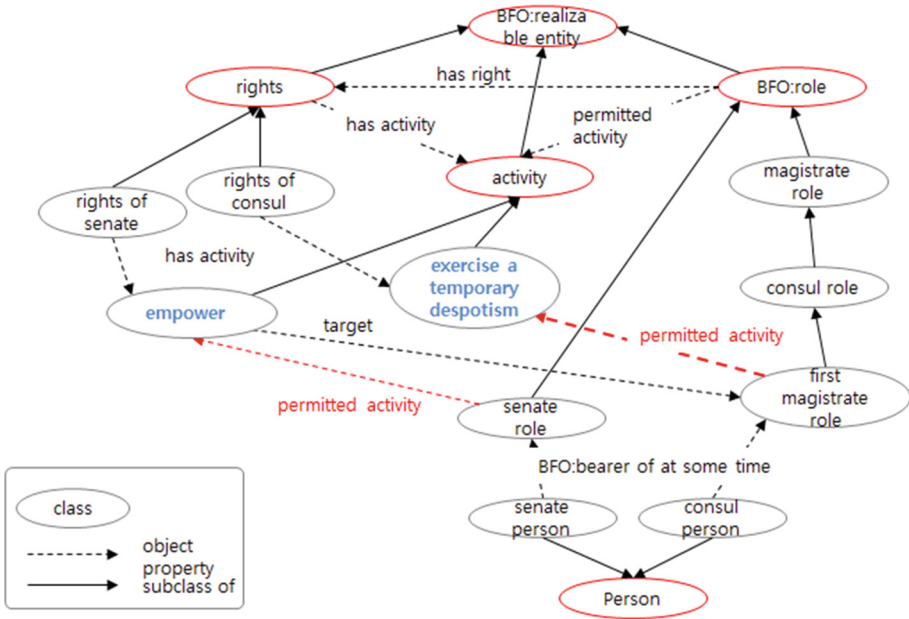 BFO:realiza
ble entity
rights
has right
BFO:role
has activity
permitted
activity
activity
magistrate
role
rights of
senate
rights of
consul
has activity
exercise a
temporary
despotism
consul role
empower
target
permitted activity
first
magistrate
role
permitted activity
senate
role
BFO:bearer of at some time
class
senate
person
consul
person
object
property
subclass of
Person